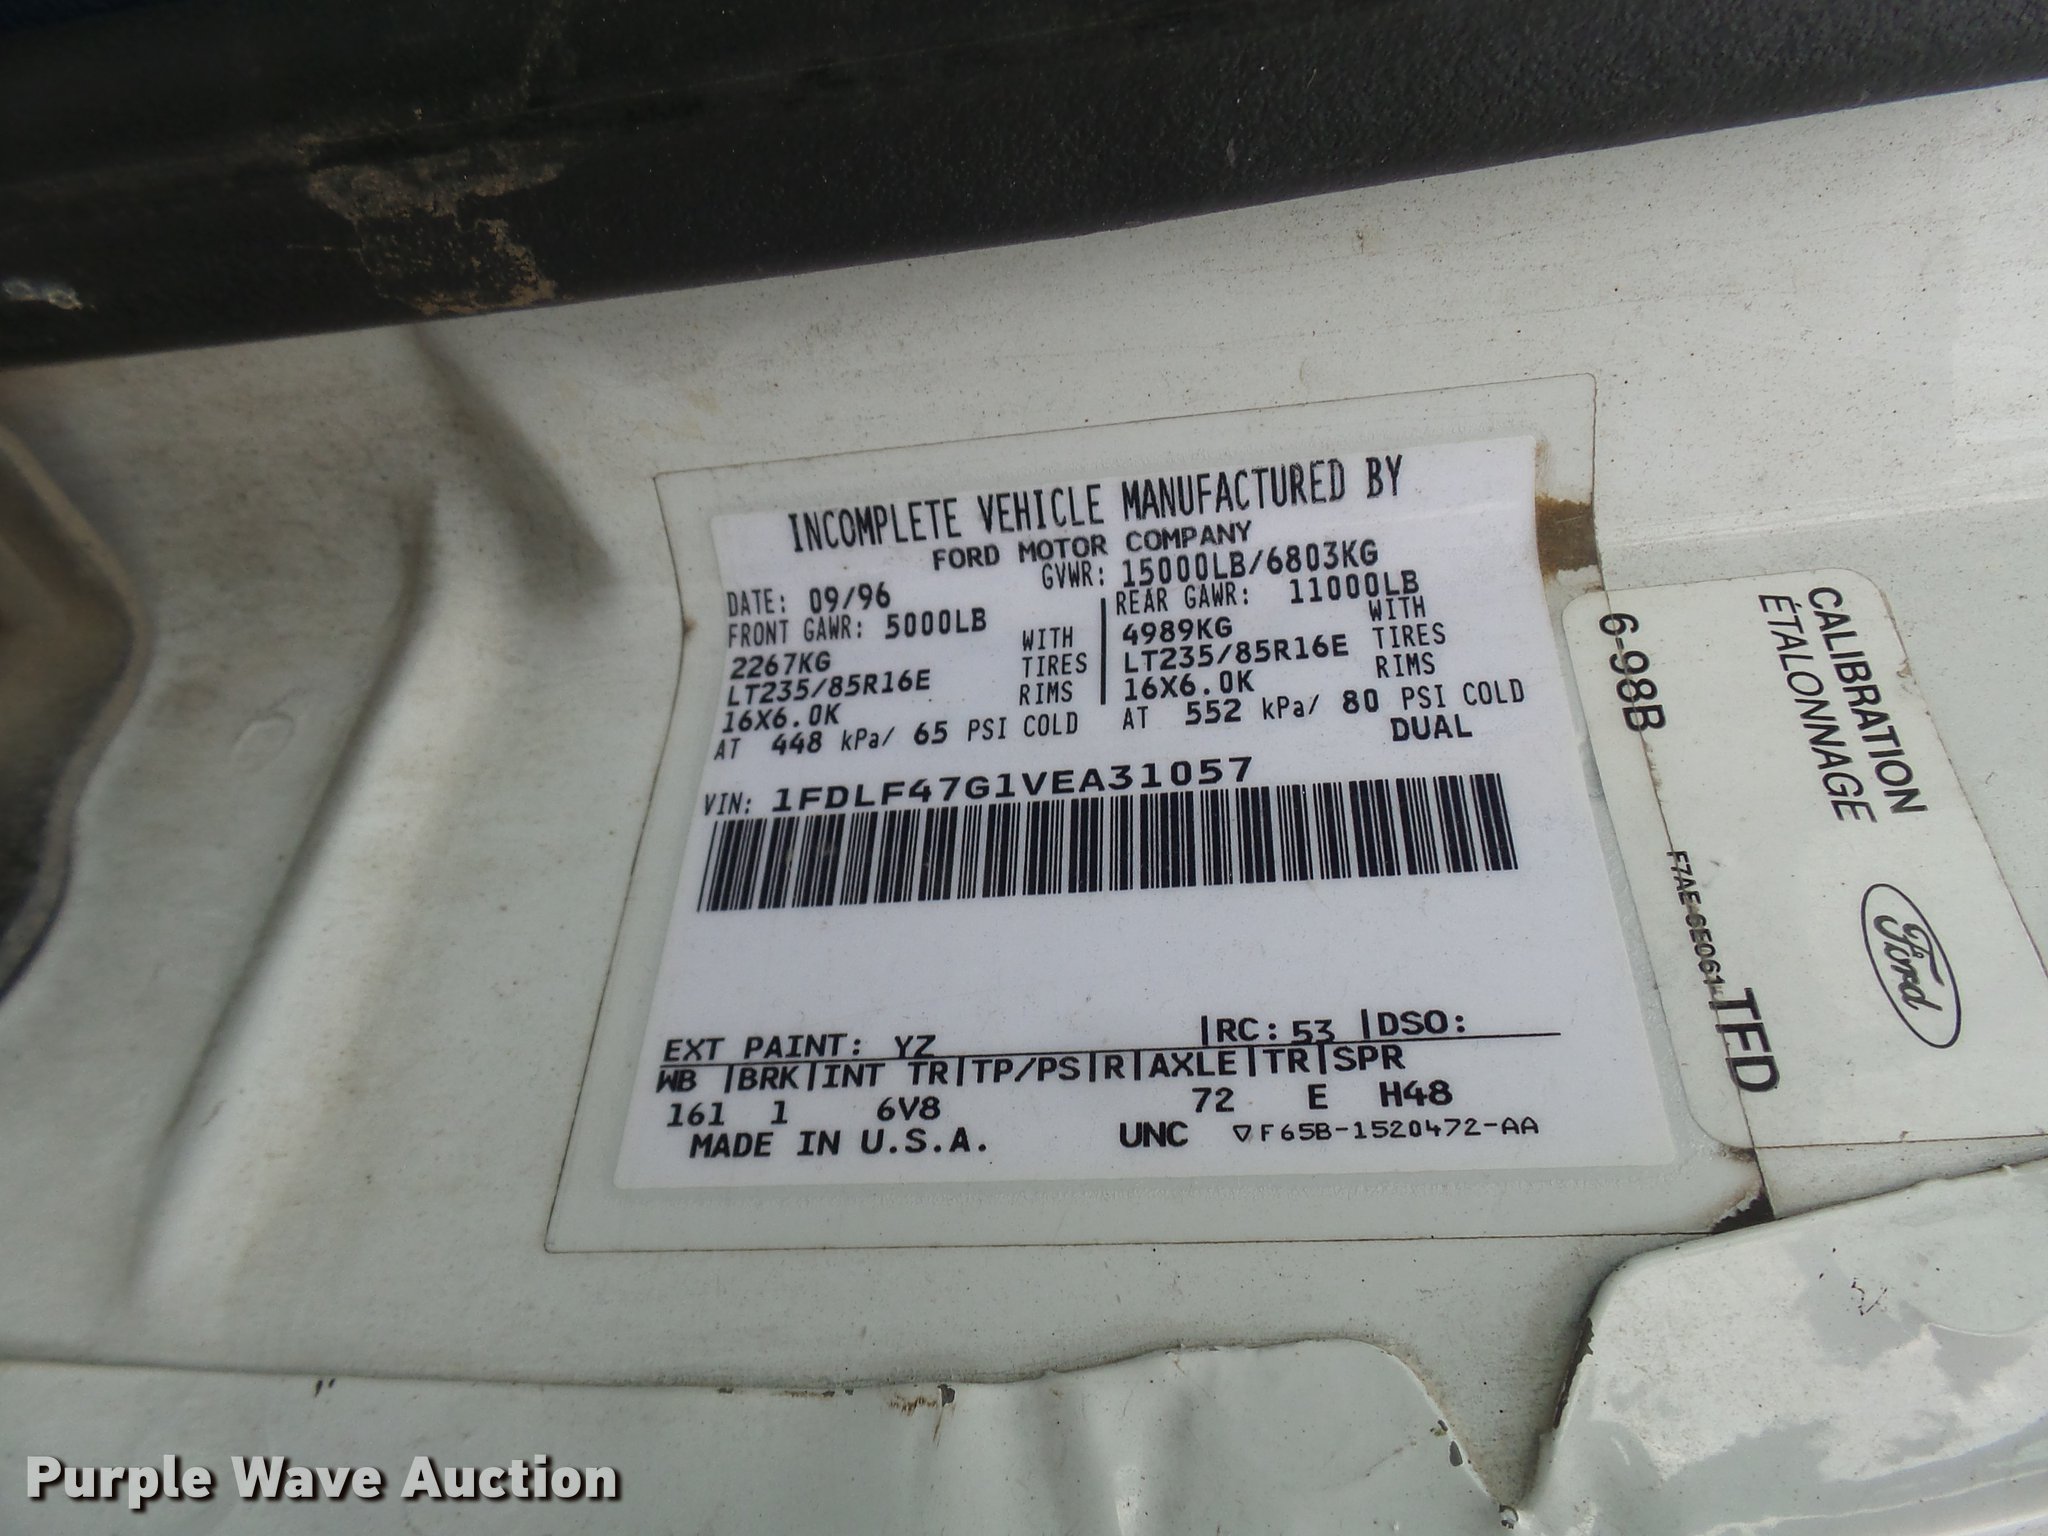 INCOMPLETE VEHICLE MANUFACTURED BY
FORD MOTOR COMPANY
DATE: 09/96 GVWR: 15000LB/6803KG
FRONT GAWR: 5000LB
2267KG WITH
LT235/85R16E TIRES
16X6.0K RIMS
AT 448 kPa/ 65 PSI COLD
REAR GAWR: 11000LB
4989KG WITH
LT235/85R16E TIRES
16X6.0K RIMS
AT 552 kPa/ 80 PSI COLD
DUAL
VIN: 1FDLF47G1VEA31057
EXT PAINT: YZ |RC: 53 |DSO:
WB |BRK|INT TR|TP/PS|R|AXLE|TR|SPR
161 1 6V8 72 E H48
MADE IN U.S.A. UNC ▽F65B-1520472-AA
CALIBRATION
ÉTALONNAGE
6-98B
Ford
F7AE-6E061-
TFD
Purple Wave Auction